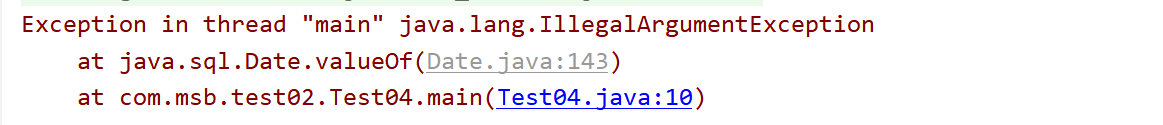 Exception in thread "main" java.lang.IllegalArgumentException
at java.sql.Date.valueOf(Date.java:143)
at com.msb.test02.Test04.main(Test04.java:10)